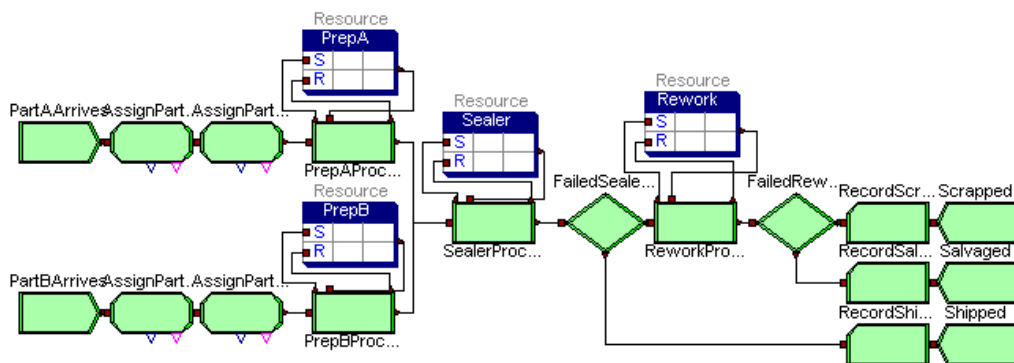 Resource
PrepA
S
R
PartAArrives AssignPart... AssignPart...
PrepAProc...
Resource
Sealer
S
R
Resource
Rework
S
R
Resource
PrepB
S
R
FailedSeale...
FailedRew...
RecordScr...
Scrapped
SealerProc...
ReworkPro...
RecordSal...
Salvaged
PartBArrives AssignPart... AssignPart...
PrepBProc...
RecordShi...
Shipped